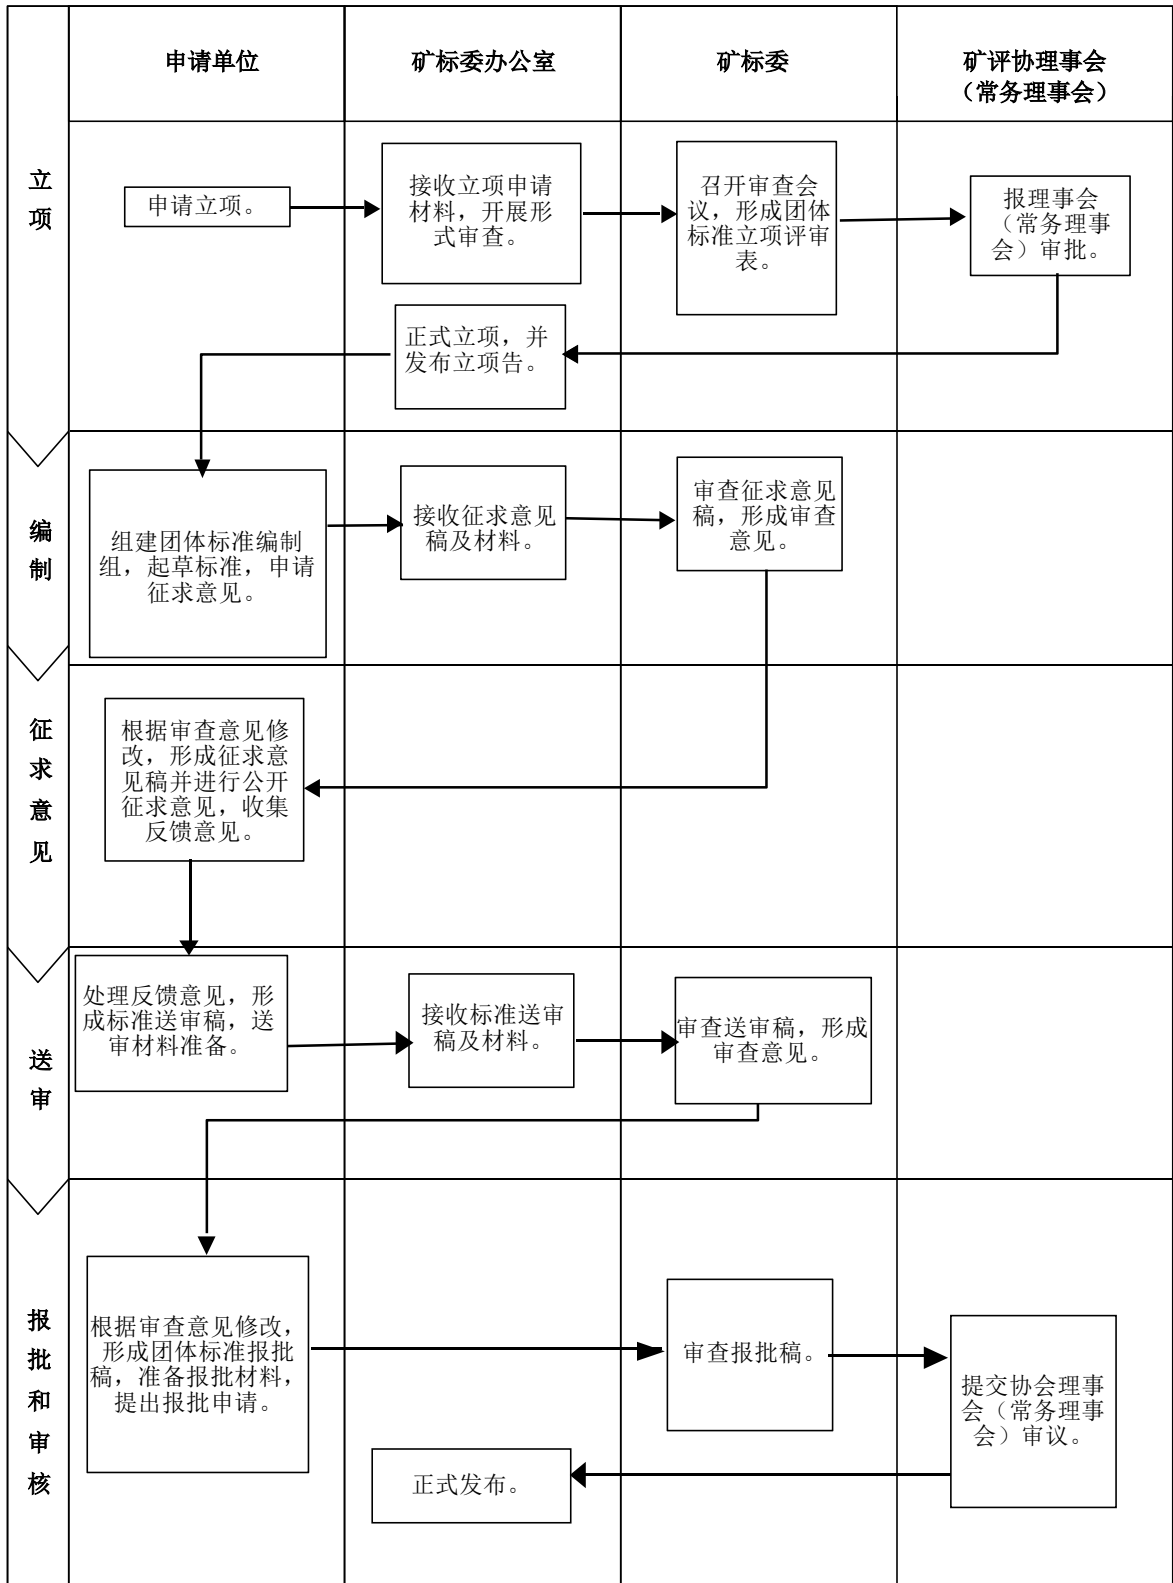 申请单位
矿标委办公室
矿标委
矿评协理事会
（常务理事会）
立
项
申请立项。
接收立项申请
材料，开展形
式审查。
召开审查会
议，形成团体
标准立项评审
表。
报理事会
（常务理事
会）审批。
正式立项，并
发布立项告。
编
制
组建团体标准编制
组，起草标准，申请
征求意见。
接收征求意见
稿及材料。
审查征求意见
稿，形成审查
意见。
征
求
意
见
根据审查意见修
改，形成征求意
见稿并进行公开
征求意见，收集
反馈意见。
送
审
处理反馈意见，形
成标准送审稿，送
审材料准备。
接收标准送审
稿及材料。
审查送审稿，形成
审查意见。
报
批
和
审
核
根据审查意见修改，
形成团体标准报批
稿，准备报批材料，
提出报批申请。
审查报批稿。
提交协会理事
会（常务理事
会）审议。
正式发布。